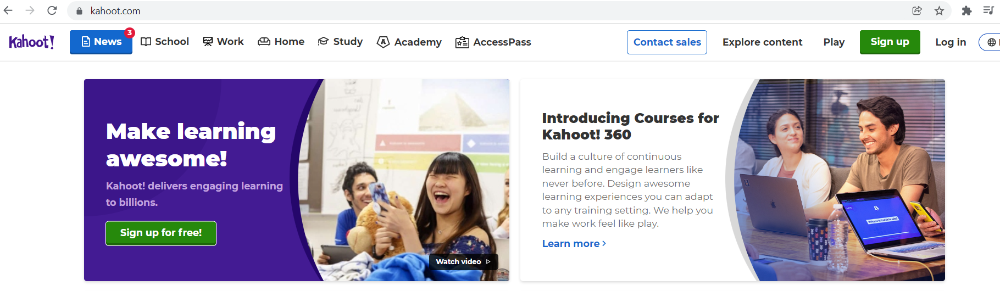 kahoot.com
Kahoot!
News
3
School
Work
Home
Study
Academy
AccessPass
Contact sales
Explore content
Play
Sign up
Log in
Make learning
awesome!
Kahoot! delivers engaging learning
to billions.
Sign up for free!
Watch video
Introducing Courses for
Kahoot! 360
Build a culture of continuous
learning and engage learners like
never before. Design awesome
learning experiences you can adapt
to any training setting. We help you
make work feel like play.
Learn more